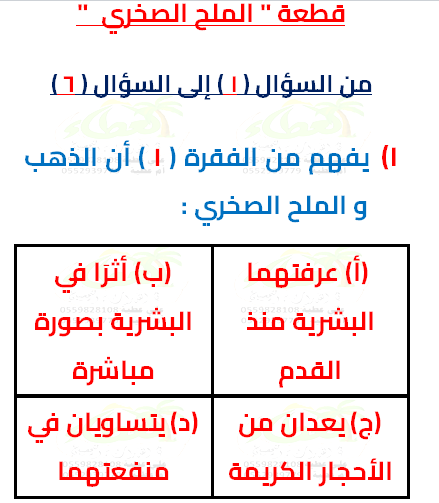 قطعة " الملح الصخري "
من السؤال ( ١ ) إلى السؤال ( ٦ )
١) يفهم من الفقرة ( ١ ) أن الذهب
و الملح الصخري :
(أ) عرفتهما
البشرية منذ
القدم
(ب) أثرًا في
البشرية بصورة
مباشرة
(ج) يعدان من
الأحجار الكريمة
(د) يتساويان في
منفعتهما